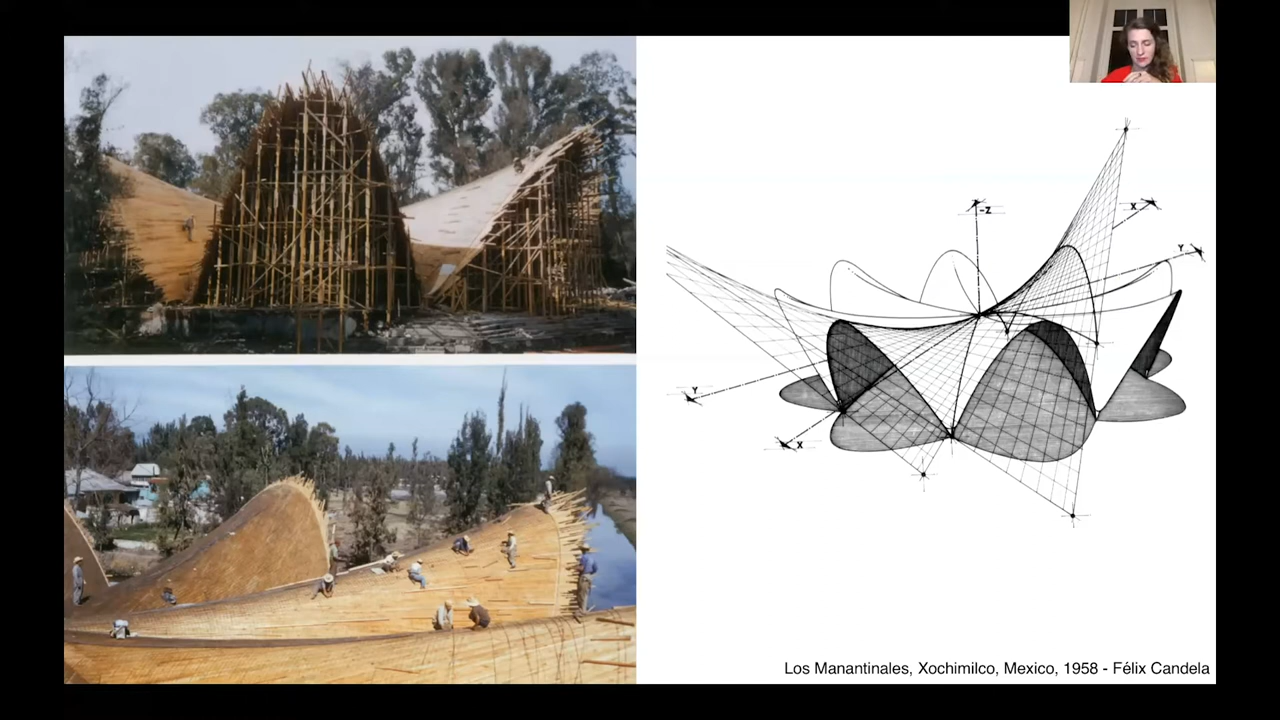 -Z
X
Y
Y
X
Los Manantinales, Xochimilco, Mexico, 1958 - Félix Candela